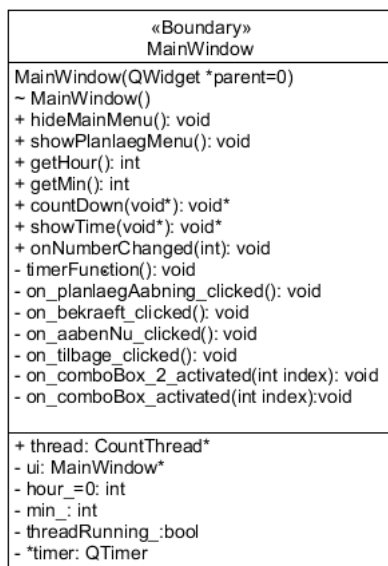 «Boundary»
MainWindow
MainWindow(QWidget *parent=0)
~ MainWindow()
+ hideMainMenu(): void
+ showPlanlaegMenu(): void
+ getHour(): int
+ getMin(): int
+ countDown(void*): void*
+ showTime(void*): void*
+ onNumberChanged(int): void
- timerFunction(): void
- on_planlaegAabning_clicked(): void
- on_bekraeft_clicked(): void
- on_aabenNu_clicked(): void
- on_tilbage_clicked(): void
- on_comboBox_2_activated(int index): void
- on_comboBox_activated(int index):void
+ thread: CountThread*
- ui: MainWindow*
- hour_=0: int
- min_: int
- threadRunning_:bool
- *timer: QTimer